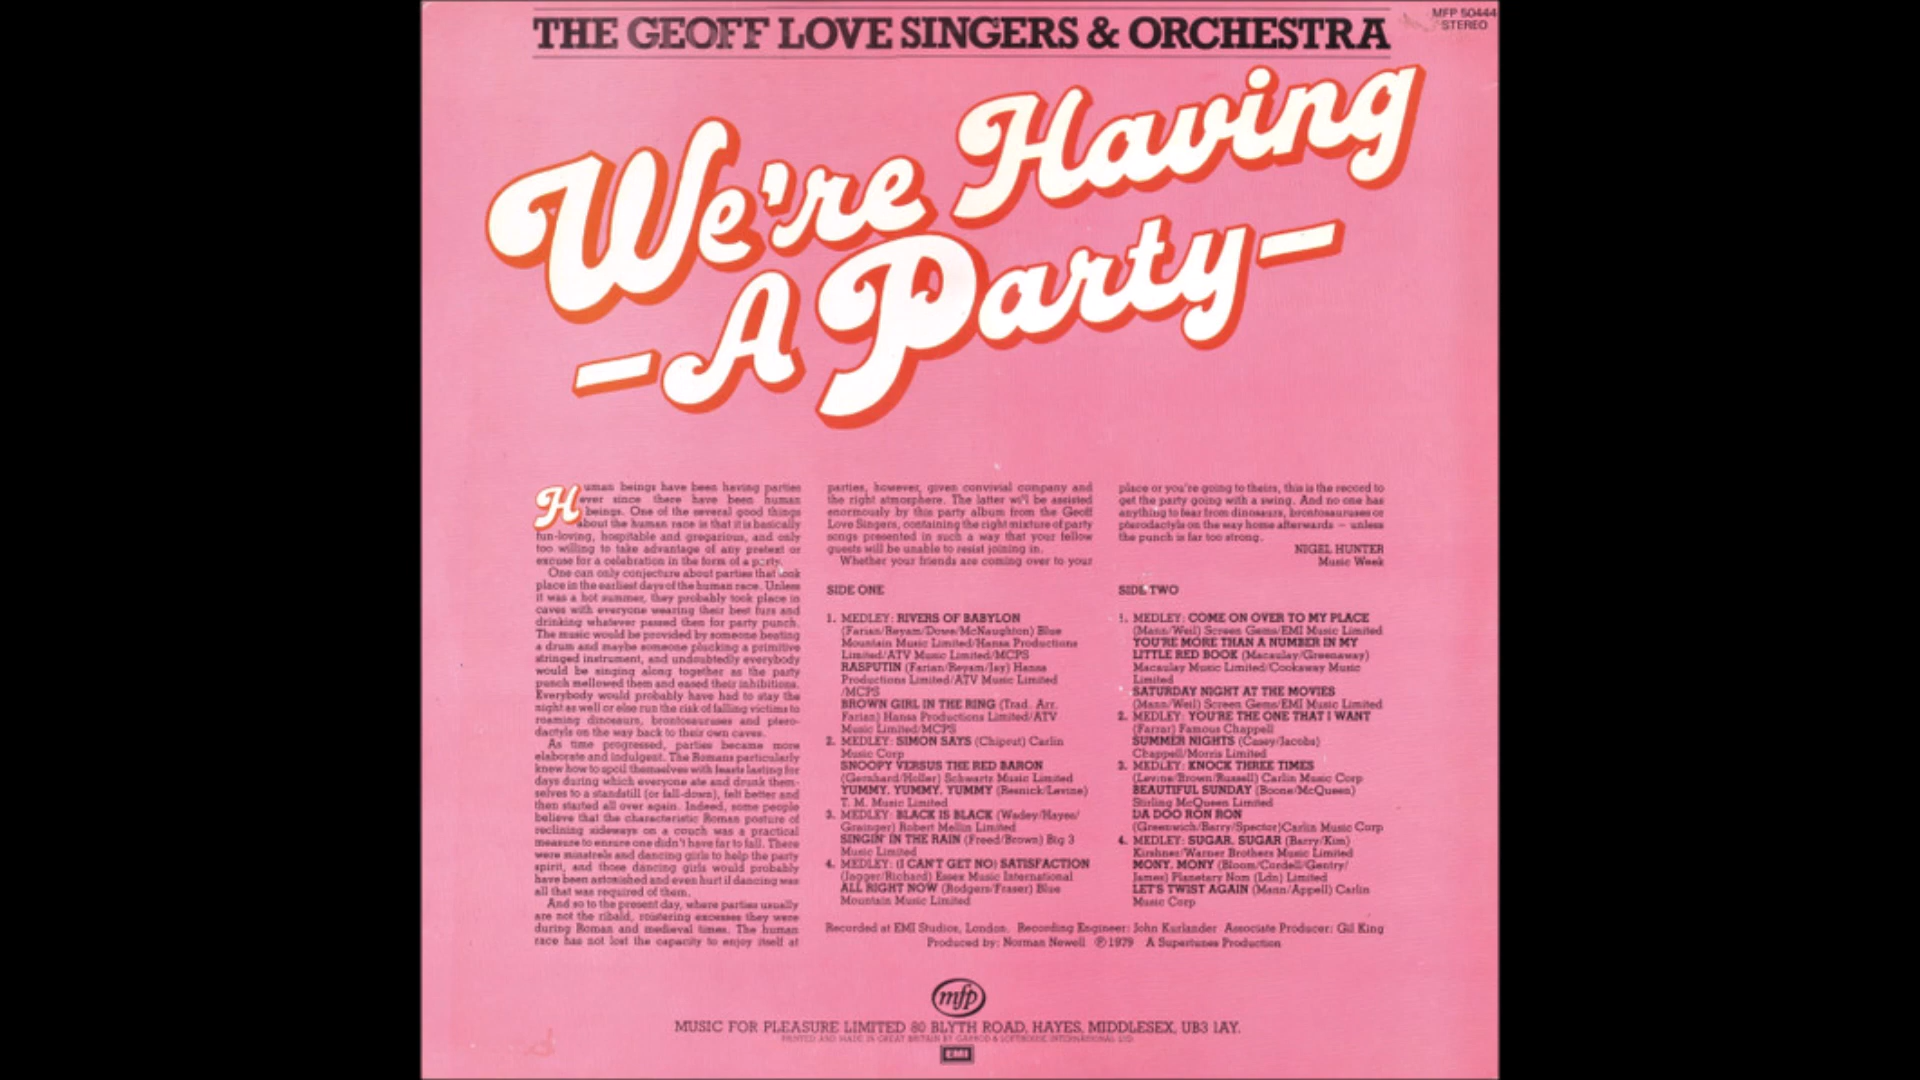 THE GEOFF LOVE SINGERS & ORCHESTRA
MFP 50444
STEREO
We're Having
-A Party-
Human beings have been having parties
ever since there have been human
beings. One of the several good things
about the human race is that it is basically
fun-loving, hospitable and gregarious, and only
too willing to take advantage of any pretext or
excuse for a celebration in the form of a party.
One can only conjecture about parties that took
place in the earliest days of the human race. Unless
it was a hot summer, they probably took place in
caves with everyone wearing their best furs and
drinking whatever passed then for party punch.
The music would be provided by someone beating
a drum and maybe someone plucking a primitive
stringed instrument, and undoubtedly everybody
would be singing along together as the party
punch mellowed them and eased their inhibitions.
Everybody would probably have had to stay the
night as well or else run the risk of falling victims to
roaming dinosaurs, brontosauruses and ptero-
dactyls on the way back to their own caves.
As time progressed, parties became more
elaborate and indulgent. The Romans particularly
knew how to spoil themselves with feasts lasting for
days during which everyone ate and drunk them-
selves to a standstill (or fall-down), felt better and
then started all over again. Indeed, some people
believe that the characteristic Roman posture of
reclining sideways on a couch was a practical
measure to ensure one didn't have far to fall. There
were minstrels and dancing girls to help the party
spirit, and those dancing girls would probably
have been astonished and even hurt if dancing was
all that was required of them.
And so to the present day, where parties usually
are not the ribald, roistering excesses they were
during Roman and medieval times. The human
race has not lost the capacity to enjoy itself at
parties, however, given convivial company and
the right atmosphere. The latter will be assisted
enormously by this party album from the Geoff
Love Singers, containing the right mixture of party
songs presented in such a way that your fellow
guests will be unable to resist joining in.
Whether your friends are coming over to your
place or you're going to theirs, this is the record to
get the party going with a swing. And no one has
anything to fear from dinosaurs, brontosauruses or
pterodactyls on the way home afterwards — unless
the punch is far too strong.
NIGEL HUNTER
Music Week
SIDE ONE
1. MEDLEY: RIVERS OF BABYLON
(Farian/Reyam/Dowe/McNaughton) Blue
Mountain Music Limited/Hansa Productions
Limited/ATV Music Limited/MCPS
RASPUTIN (Farian/Reyam/Jay) Hansa
Productions Limited/ATV Music Limited
/MCPS
BROWN GIRL IN THE RING (Trad. Arr.
Farian) Hansa Productions Limited/ATV
Music Limited/MCPS
2. MEDLEY: SIMON SAYS (Chiprut) Carlin
Music Corp
SNOOPY VERSUS THE RED BARON
(Gernhard/Holler) Schwartz Music Limited
YUMMY, YUMMY, YUMMY (Resnick/Levine)
T. M. Music Limited
3. MEDLEY: BLACK IS BLACK (Wadey/Hayes/
Grainger) Robert Mellin Limited
SINGIN' IN THE RAIN (Freed/Brown) Big 3
Music Limited
4. MEDLEY: (I CAN'T GET NO) SATISFACTION
(Jagger/Richard) Essex Music International
ALL RIGHT NOW (Rodgers/Fraser) Blue
Mountain Music Limited
SIDE TWO
1. MEDLEY: COME ON OVER TO MY PLACE
(Mann/Weil) Screen Gems/EMI Music Limited
YOU'RE MORE THAN A NUMBER IN MY
LITTLE RED BOOK (Macaulay/Greenaway)
Macaulay Music Limited/Cookaway Music
Limited
SATURDAY NIGHT AT THE MOVIES
(Mann/Weil) Screen Gems/EMI Music Limited
2. MEDLEY: YOU'RE THE ONE THAT I WANT
(Farrar) Famous Chappell
SUMMER NIGHTS (Casey/Jacobs)
Chappell/Morris Limited
3. MEDLEY: KNOCK THREE TIMES
(Levine/Brown/Russell) Carlin Music Corp
BEAUTIFUL SUNDAY (Boone/McQueen)
Stirling McQueen Limited
DA DOO RON RON
(Greenwich/Barry/Spector)Carlin Music Corp
4. MEDLEY: SUGAR, SUGAR (Barry/Kim)
Kirshner/Warner Brothers Music Limited
MONY, MONY (Bloom/Cordell/Gentry/
James) Planetary Nom (Ldn) Limited
LET'S TWIST AGAIN (Mann/Appell) Carlin
Music Corp
Recorded at EMI Studios, London. Recording Engineer: John Kurlander Associate Producer: Gil King
Produced by: Norman Newell ℗1979 A Supertunes Production
mfp
MUSIC FOR PLEASURE LIMITED 80 BLYTH ROAD, HAYES, MIDDLESEX, UB3 1AY.
PRINTED AND MADE IN GREAT BRITAIN BY GARROD & LOFTHOUSE INTERNATIONAL LTD.
EMI